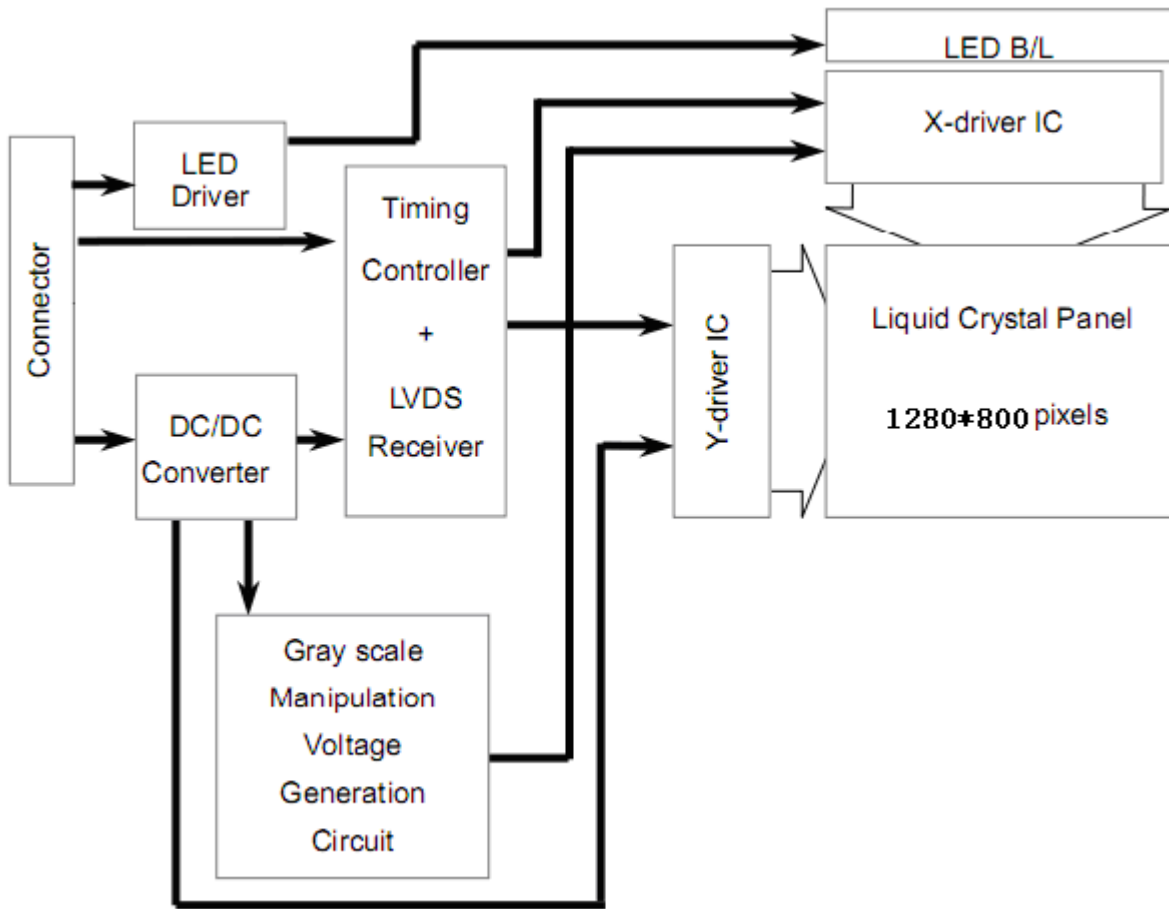 LED B/L
X-driver IC
LED
Driver
Connector
Timing
Controller
+
LVDS
Receiver
Y-driver IC
Liquid Crystal Panel
1280*800 pixels
DC/DC
Converter
Gray scale
Manipulation
Voltage
Generation
Circuit